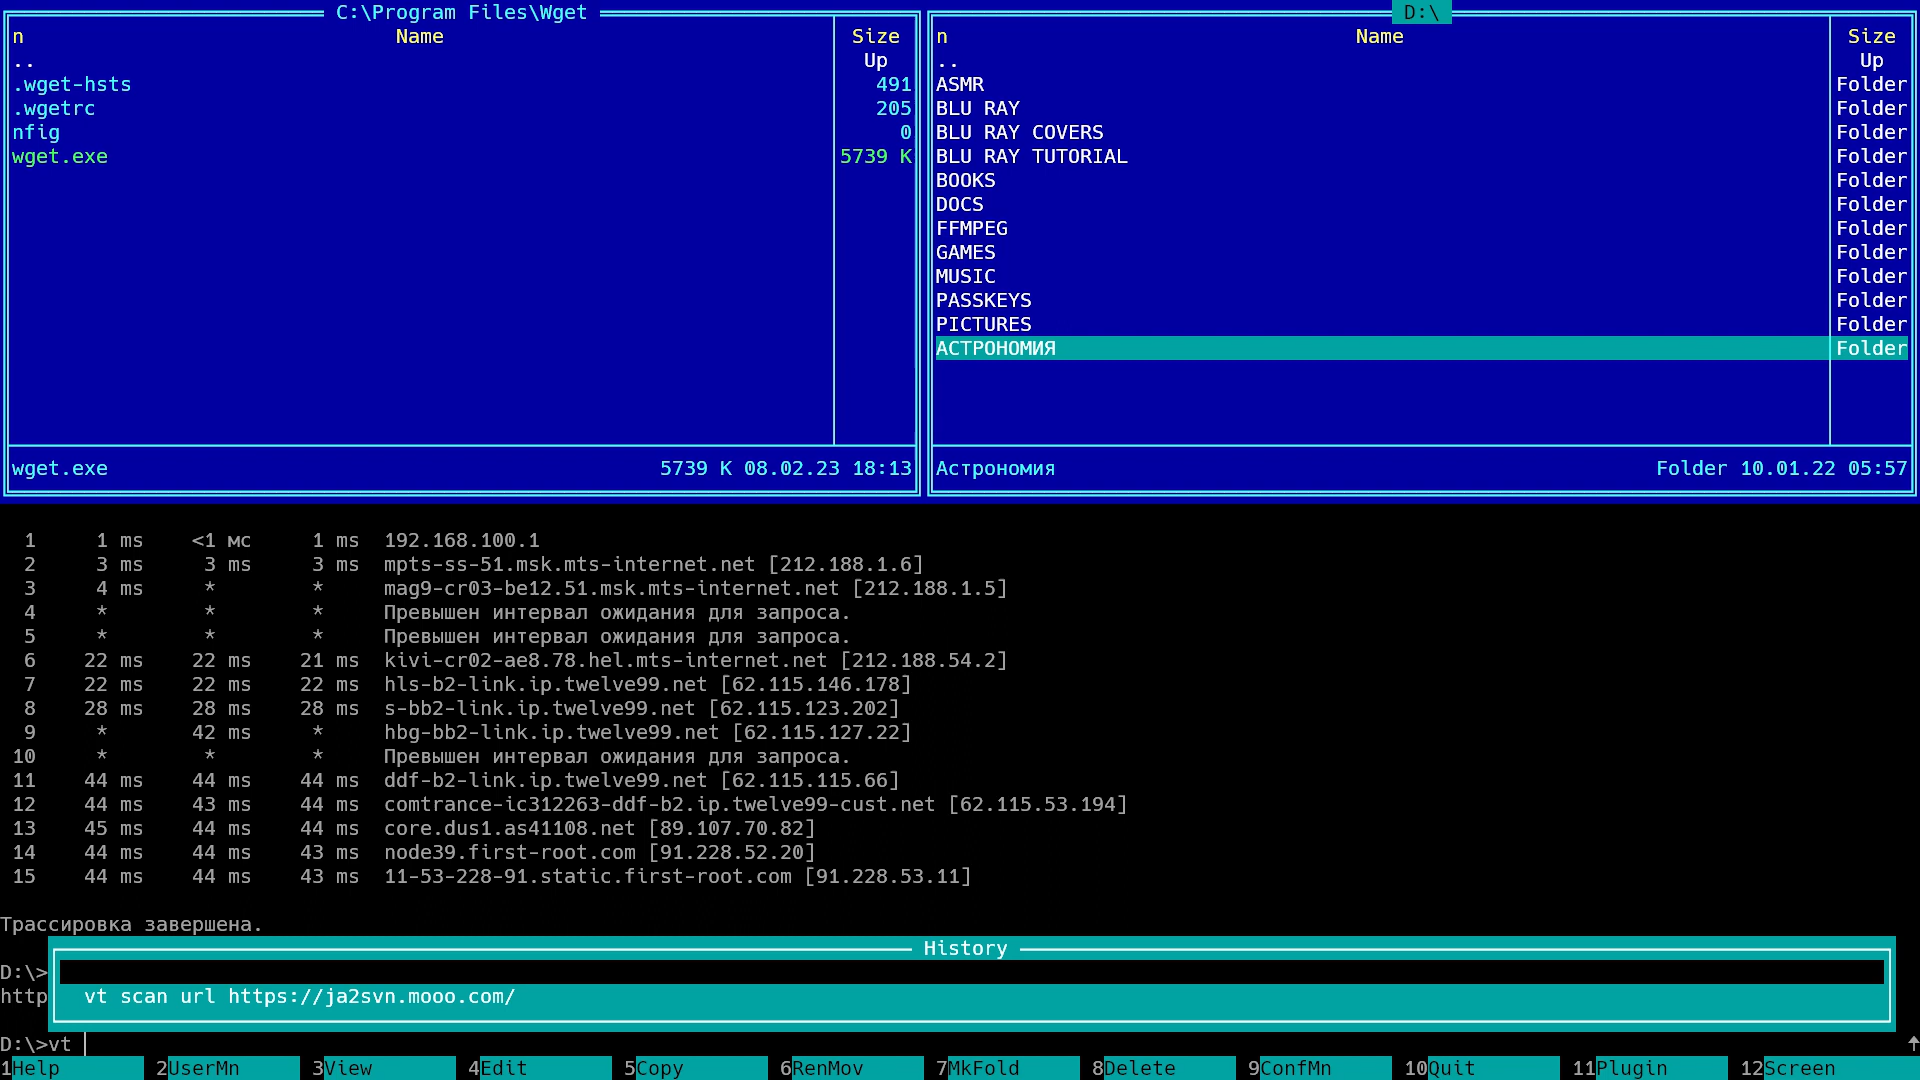 C:\Program Files\Wget
n Name Size
.. Up
.wget-hsts 491
.wgetrc 205
nfig 0
wget.exe 5739 K
wget.exe 5739 K 08.02.23 18:13
D:\
n Name Size
.. Up
ASMR Folder
BLU RAY Folder
BLU RAY COVERS Folder
BLU RAY TUTORIAL Folder
BOOKS Folder
DOCS Folder
FFMPEG Folder
GAMES Folder
MUSIC Folder
PASSKEYS Folder
PICTURES Folder
АСТРОНОМИЯ Folder
Астрономия Folder 10.01.22 05:57
1 1 ms <1 мс 1 ms 192.168.100.1
2 3 ms 3 ms 3 ms mpts-ss-51.msk.mts-internet.net [212.188.1.6]
3 4 ms * * mag9-cr03-be12.51.msk.mts-internet.net [212.188.1.5]
4 * * * Превышен интервал ожидания для запроса.
5 * * * Превышен интервал ожидания для запроса.
6 22 ms 22 ms 21 ms kivi-cr02-ae8.78.hel.mts-internet.net [212.188.54.2]
7 22 ms 22 ms 22 ms hls-b2-link.ip.twelve99.net [62.115.146.178]
8 28 ms 28 ms 28 ms s-bb2-link.ip.twelve99.net [62.115.123.202]
9 * 42 ms * hbg-bb2-link.ip.twelve99.net [62.115.127.22]
10 * * * Превышен интервал ожидания для запроса.
11 44 ms 44 ms 44 ms ddf-b2-link.ip.twelve99.net [62.115.115.66]
12 44 ms 43 ms 44 ms comtrance-ic312263-ddf-b2.ip.twelve99-cust.net [62.115.53.194]
13 45 ms 44 ms 44 ms core.dus1.as41108.net [89.107.70.82]
14 44 ms 44 ms 43 ms node39.first-root.com [91.228.52.20]
15 44 ms 44 ms 43 ms 11-53-228-91.static.first-root.com [91.228.53.11]
Трассировка завершена.
History
D:\>
http vt scan url https://ja2svn.mooo.com/
D:\>vt
1Help 2UserMn 3View 4Edit 5Copy 6RenMov 7MkFold 8Delete 9ConfMn 10Quit 11Plugin 12Screen